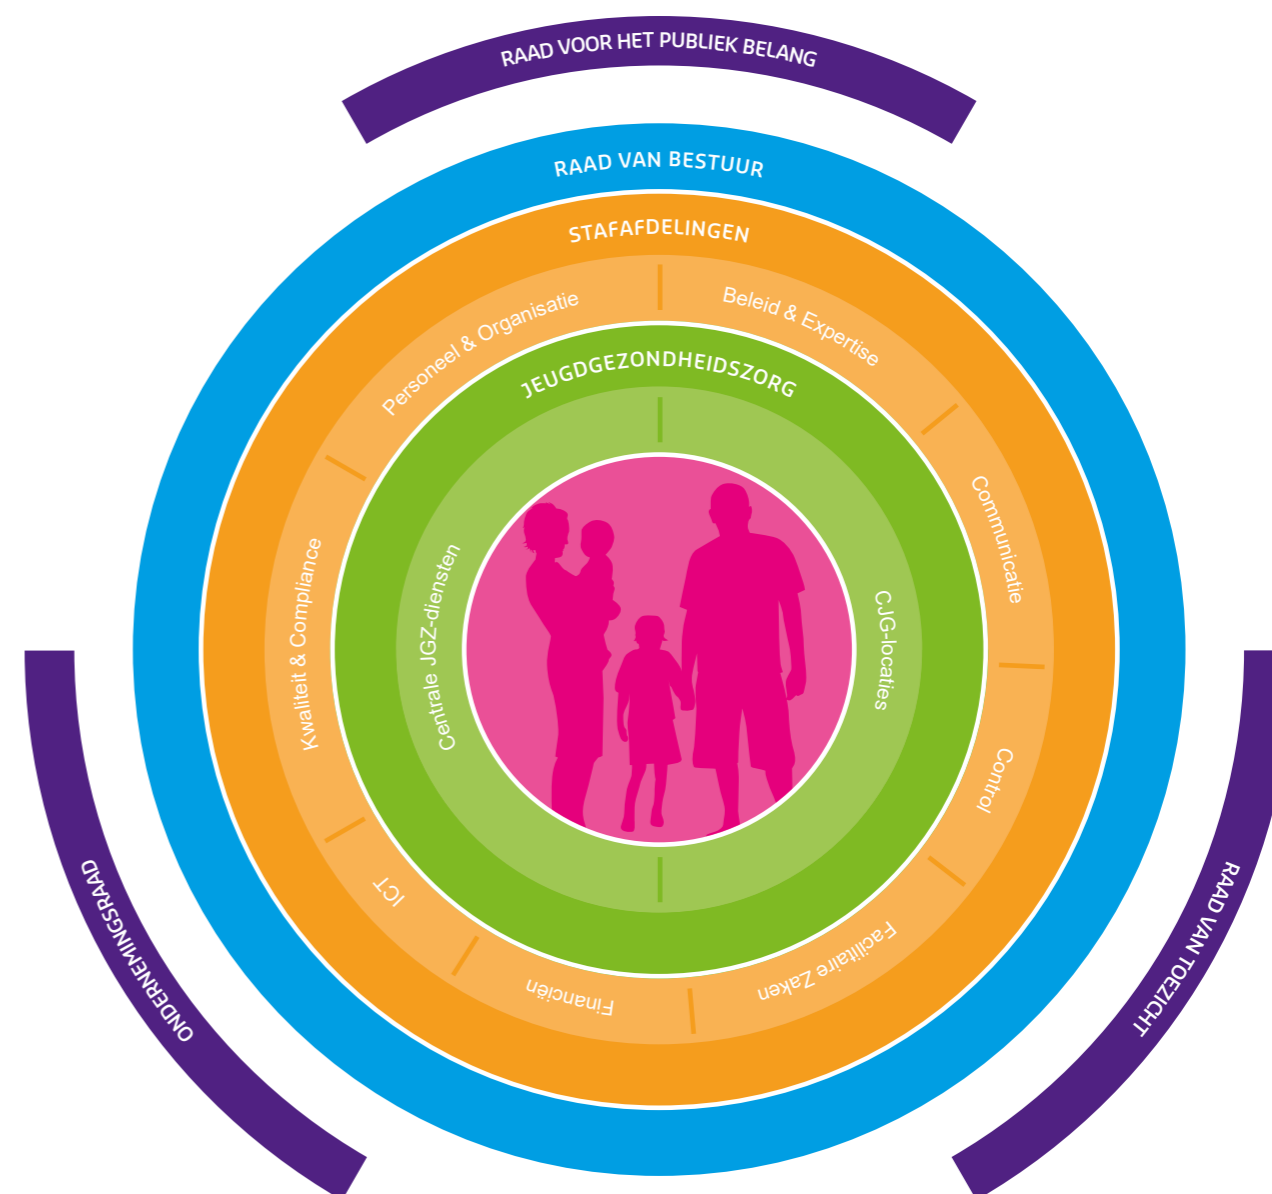 RAAD VOOR HET PUBLIEK BELANG
RAAD VAN BESTUUR
STAFAFDELINGEN
Personeel & Organisatie
Beleid & Expertise
JEUGDGEZONDHEIDSZORG
Communicatie
Kwaliteit & Compliance
Centrale JGZ-diensten
CJG-locaties
Control
ICT
Financiën
Facilitaire Zaken
ONDERNEMINGSRAAD
RAAD VAN TOEZICHT